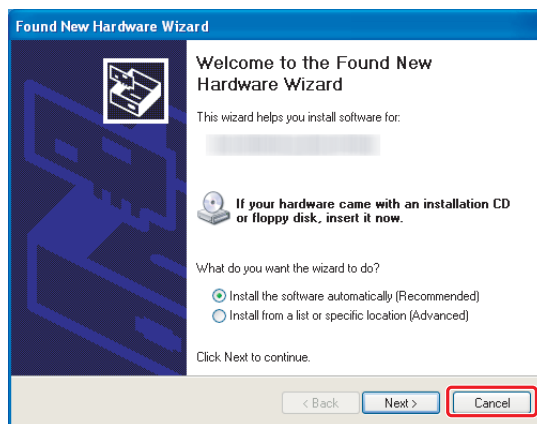 Found New Hardware Wizard
Welcome to the Found New
Hardware Wizard
This wizard helps you install software for:
If your hardware came with an installation CD
or floppy disk, insert it now.
What do you want the wizard to do?
Install the software automatically (Recommended)
Install from a list or specific location (Advanced)
Click Next to continue.
< Back Next > Cancel